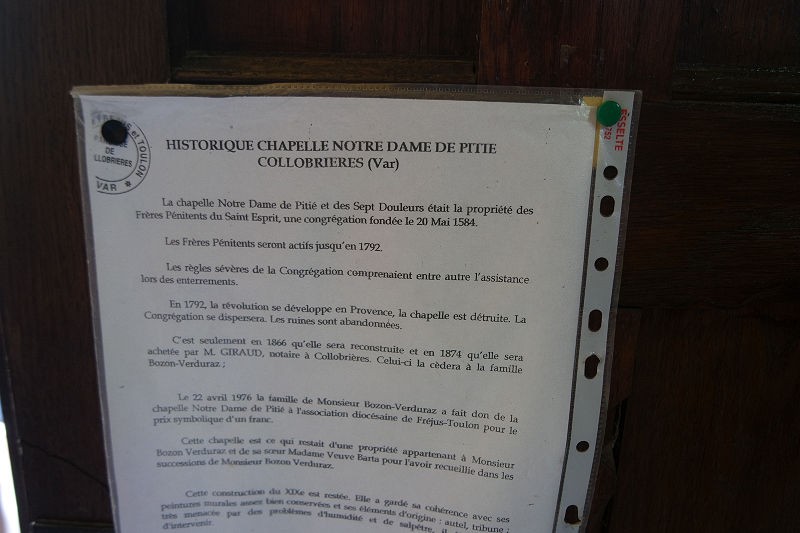 HISTORIQUE CHAPELLE NOTRE DAME DE PITIE
COLLOBRIERES (Var)
et TOULON
DE
LLOBRIERES
VAR *
ESSELTE
La chapelle Notre Dame de Pitié et des Sept Douleurs était la propriété des
Frères Pénitents du Saint Esprit, une congrégation fondée le 20 Mai 1584.
Les Frères Pénitents seront actifs jusqu'en 1792.
Les règles sévères de la Congrégation comprenaient entre autre l'assistance
lors des enterrements.
En 1792, la révolution se développe en Provence, la chapelle est détruite. La
Congrégation se dispersera. Les ruines sont abandonnées.
C'est seulement en 1866 qu'elle sera reconstruite et en 1874 qu'elle sera
achetée par M. GIRAUD, notaire à Collobrières. Celui-ci la cèdera à la famille
Bozon-Verduraz ;
Le 22 avril 1976 la famille de Monsieur Bozon-Verduraz a fait don de la
chapelle Notre Dame de Pitié à l'association diocésaine de Fréjus-Toulon pour le
prix symbolique d'un franc.
Cette chapelle est ce qui restait d'une propriété appartenant à Monsieur
Bozon Verduraz et de sa sœur Madame Veuve Barta pour l'avoir recueillie dans les
successions de Monsieur Bozon Verduraz.
Cette construction du XIXe est restée. Elle a gardé sa cohérence avec ses
peintures murales assez bien conservées et ses éléments d'origine : autel, tribune ;
très menacée par des problèmes d'humidité et de salpêtre, il
d'intervenir.